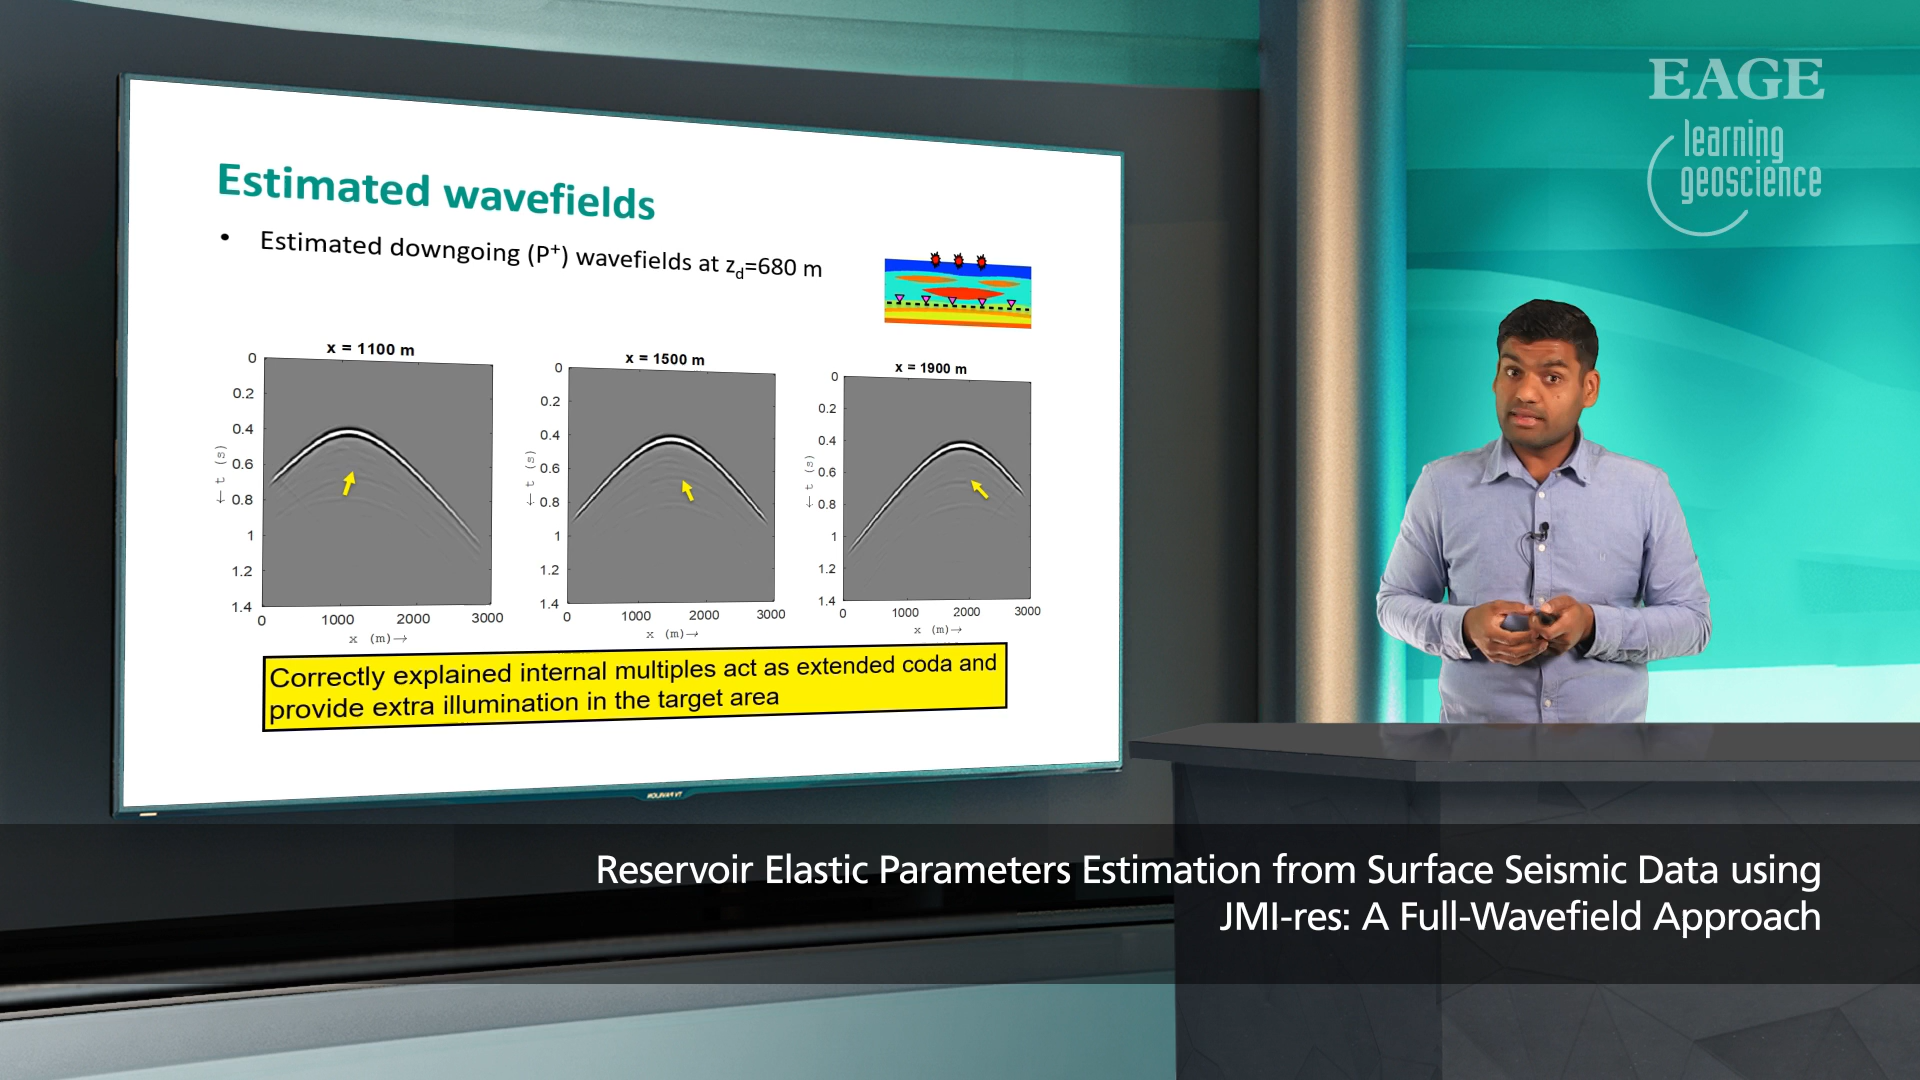 EAGE
learning
geoscience
Estimated wavefields
• Estimated downgoing (P⁺) wavefields at z_d=680 m
x = 1100 m
x = 1500 m
x = 1900 m
0
0.2
0.4
0.6
0.8
1
1.2
1.4
← t (s)
0 1000 2000 3000
x (m)→
0
0.2
0.4
0.6
0.8
1
1.2
1.4
← t (s)
0 1000 2000 3000
x (m)→
0
0.2
0.4
0.6
0.8
1
1.2
1.4
← t (s)
0 1000 2000 3000
x (m)→
Correctly explained internal multiples act as extended coda and
provide extra illumination in the target area
Reservoir Elastic Parameters Estimation from Surface Seismic Data using
JMI-res: A Full-Wavefield Approach